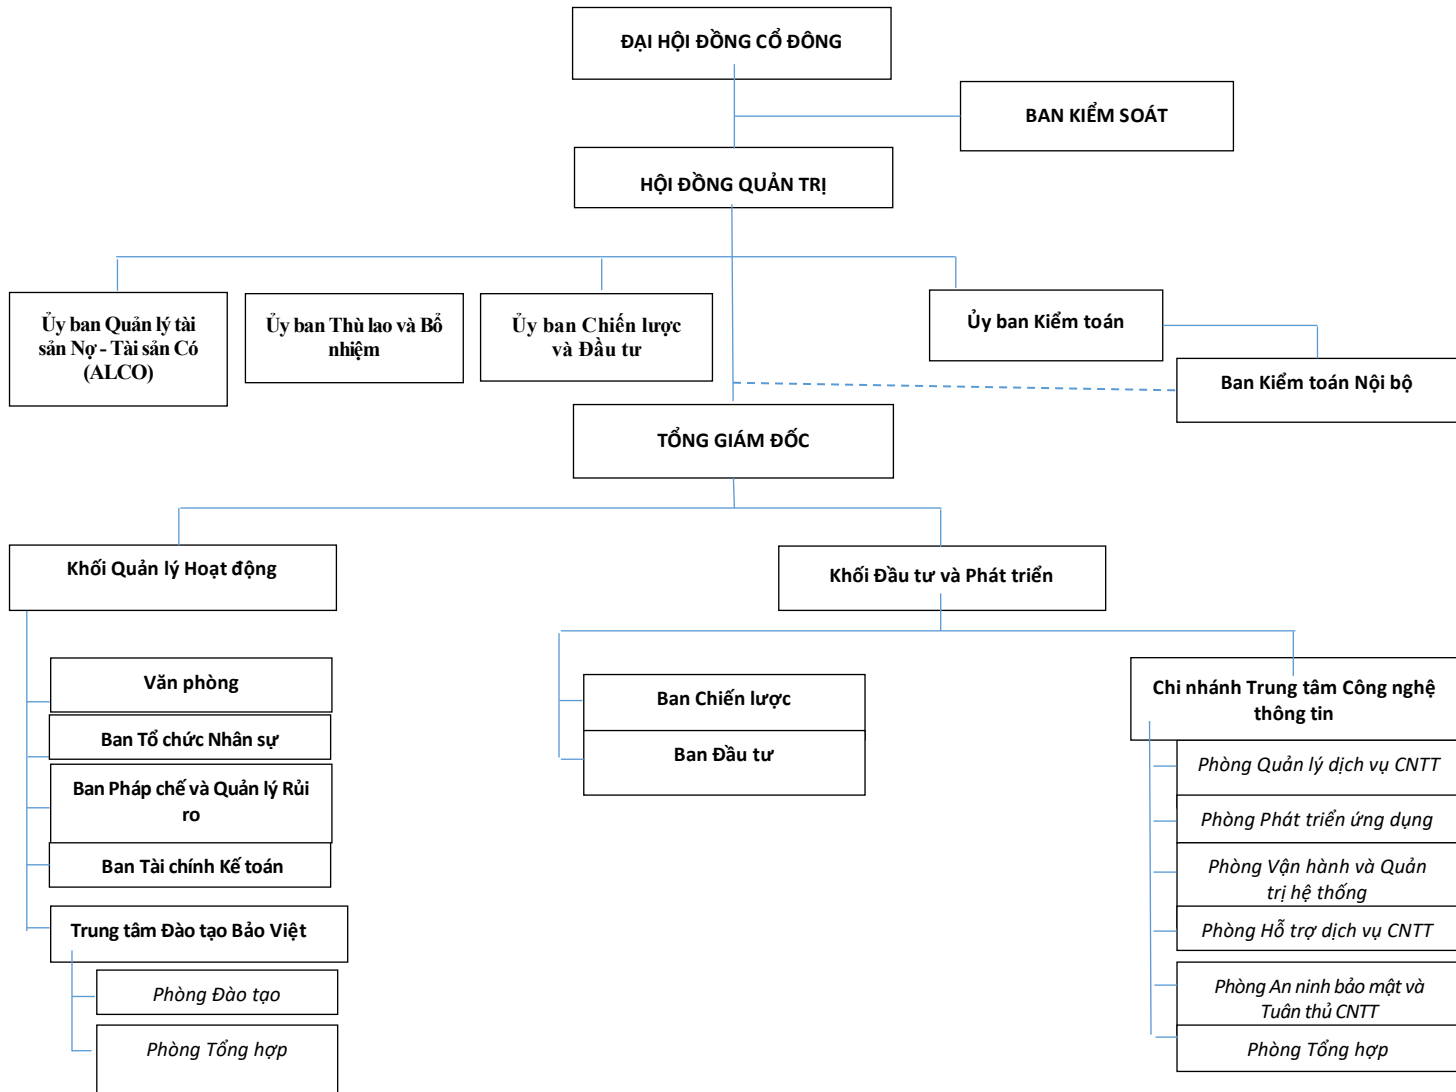 ĐẠI HỘI ĐỒNG CỔ ĐÔNG
BAN KIỂM SOÁT
HỘI ĐỒNG QUẢN TRỊ
Ủy ban Quản lý tài
sản Nợ - Tài sản Có
(ALCO)
Ủy ban Thù lao và Bổ
nhiệm
Ủy ban Chiến lược
và Đầu tư
Ủy ban Kiểm toán
Ban Kiểm toán Nội bộ
TỔNG GIÁM ĐỐC
Khối Quản lý Hoạt động
Văn phòng
Ban Tổ chức Nhân sự
Ban Pháp chế và Quản lý Rủi
ro
Ban Tài chính Kế toán
Trung tâm Đào tạo Bảo Việt
Phòng Đào tạo
Phòng Tổng hợp
Khối Đầu tư và Phát triển
Ban Chiến lược
Ban Đầu tư
Chi nhánh Trung tâm Công nghệ
thông tin
Phòng Quản lý dịch vụ CNTT
Phòng Phát triển ứng dụng
Phòng Vận hành và Quản
trị hệ thống
Phòng Hỗ trợ dịch vụ CNTT
Phòng An ninh bảo mật và
Tuân thủ CNTT
Phòng Tổng hợp